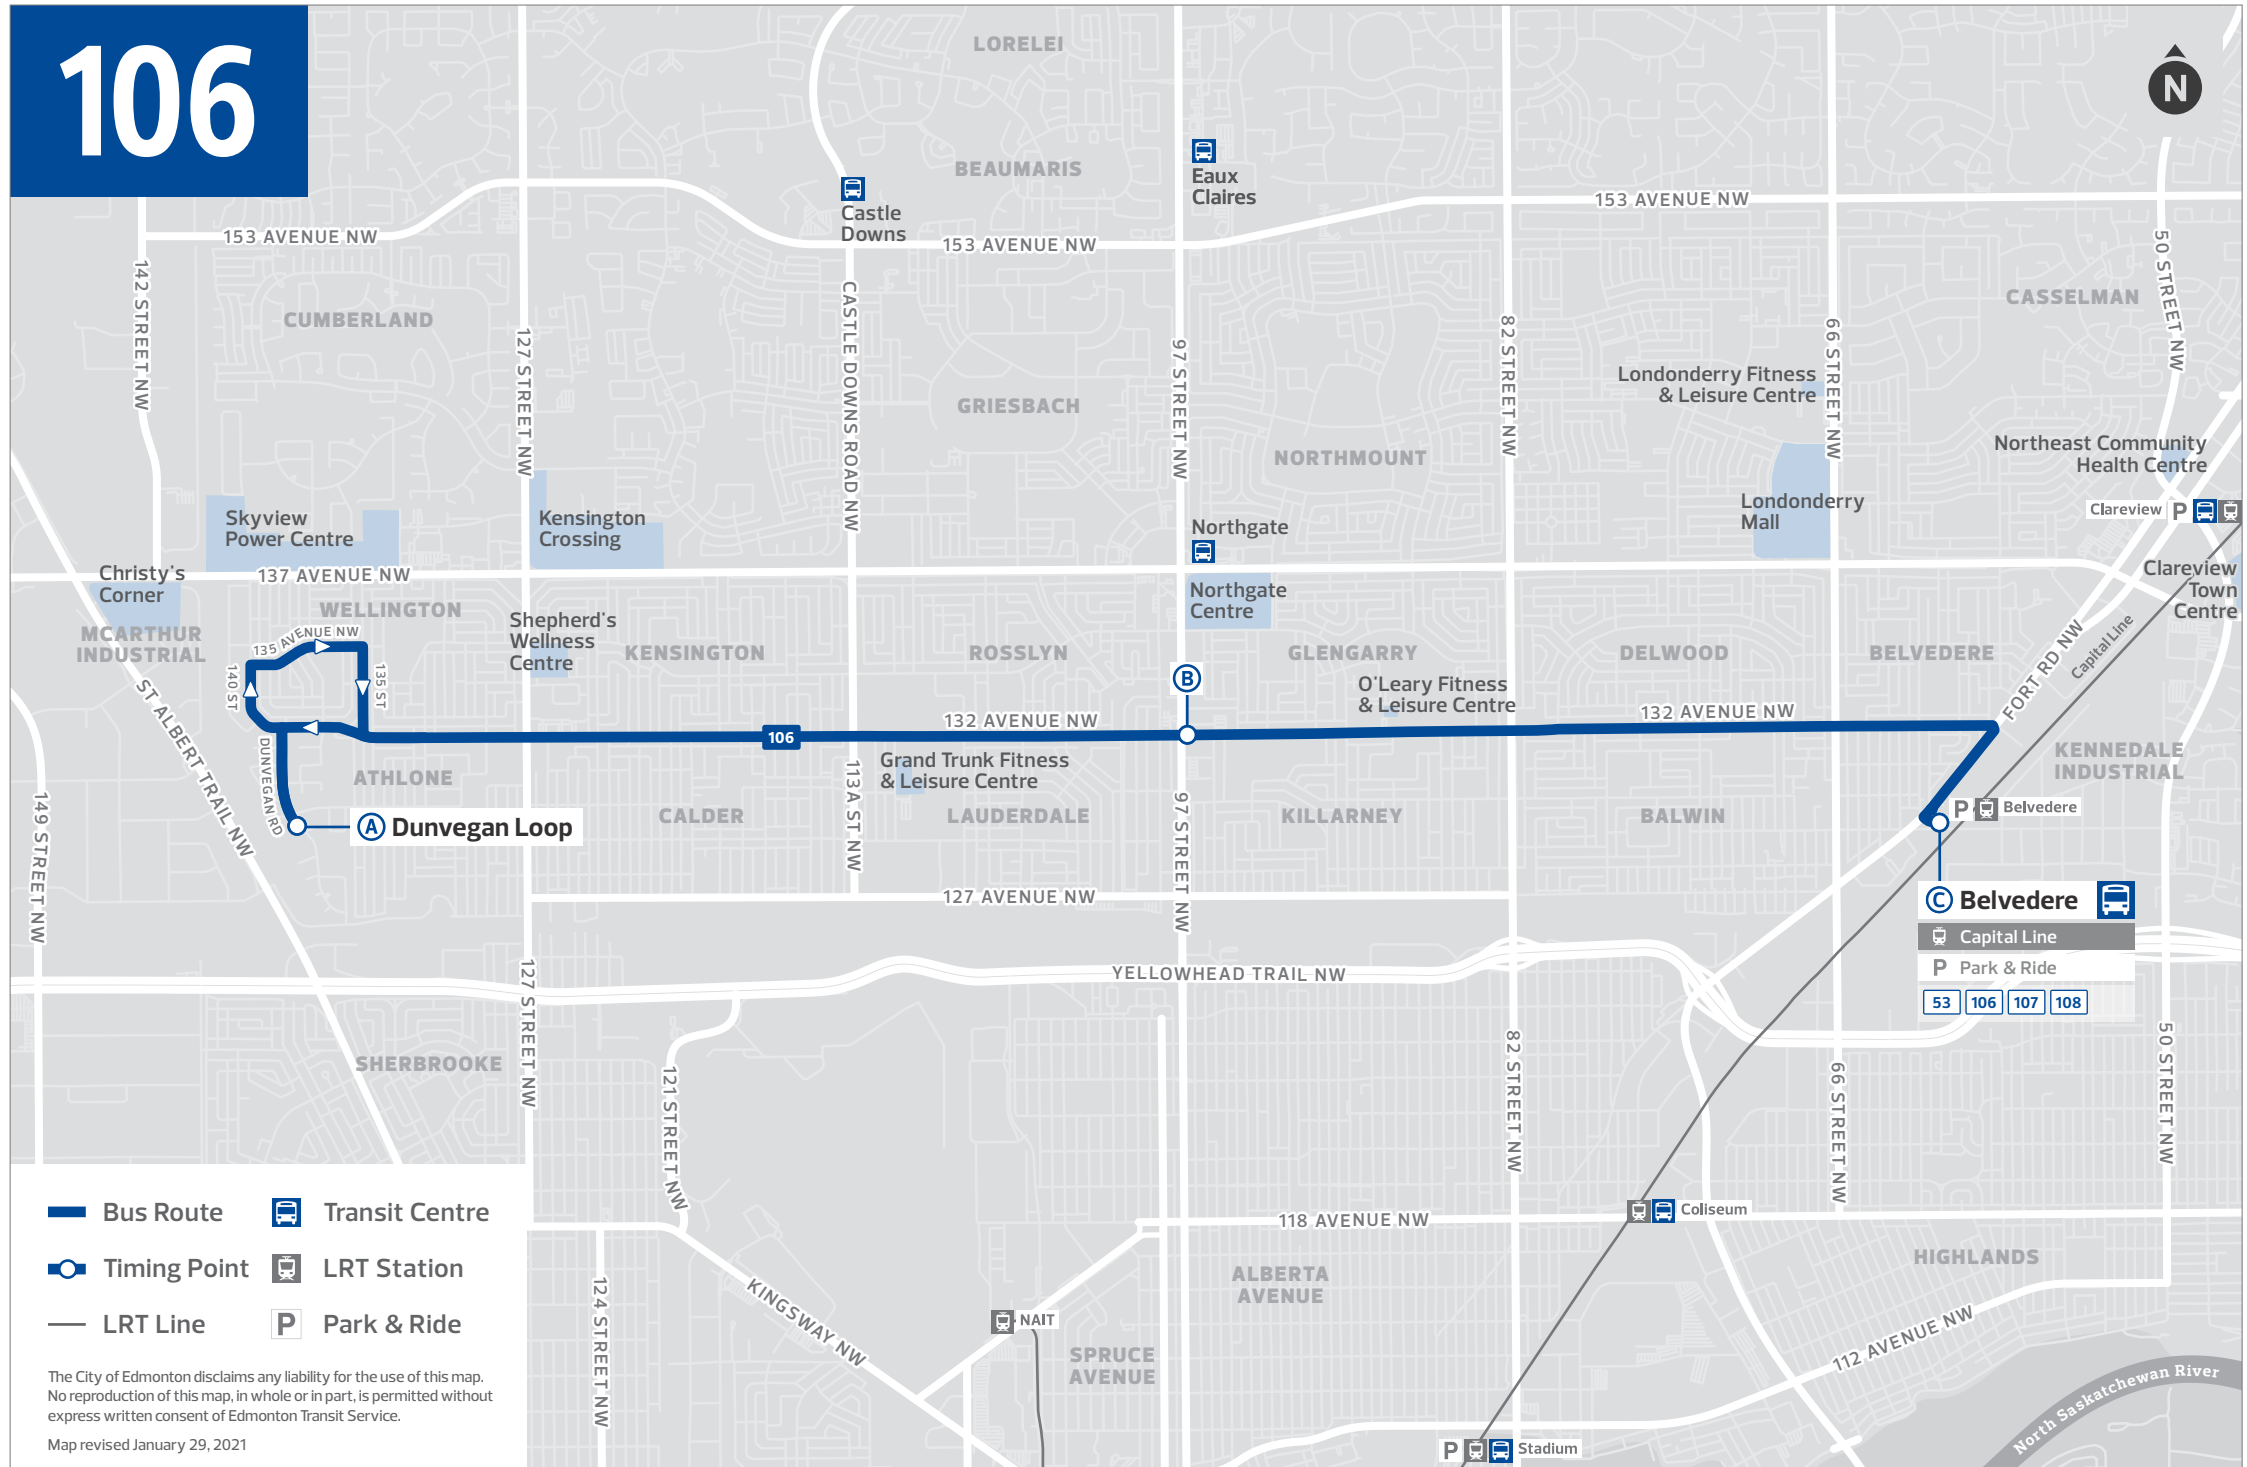 106
N
LORELEI
BEAUMARIS
Eaux
Claires
Castle
Downs
153 AVENUE NW
153 AVENUE NW
153 AVENUE NW
142 STREET NW
127 STREET NW
CASTLE DOWNS ROAD NW
97 STREET NW
82 STREET NW
66 STREET NW
50 STREET NW
CUMBERLAND
CASSELMAN
GRIESBACH
NORTHMOUNT
Londonderry Fitness
& Leisure Centre
Northeast Community
Health Centre
Londonderry
Mall
Clareview
P
Skyview
Power Centre
Kensington
Crossing
Northgate
Christy's
Corner
137 AVENUE NW
Northgate
Centre
Clareview
Town
Centre
WELLINGTON
MCARTHUR
INDUSTRIAL
Shepherd's
Wellness
Centre
KENSINGTON
ROSSLYN
GLENGARRY
DELWOOD
BELVEDERE
FORT RD NW
Capital Line
135 AVENUE NW
140 ST
135 ST
B
O'Leary Fitness
& Leisure Centre
132 AVENUE NW
132 AVENUE NW
106
ST ALBERT TRAIL NW
DUNVEGAN RD
ATHLONE
Grand Trunk Fitness
& Leisure Centre
KENNEDALE
INDUSTRIAL
149 STREET NW
A Dunvegan Loop
CALDER
113A ST NW
LAUDERDALE
97 STREET NW
KILLARNEY
BALWIN
P Belvedere
127 AVENUE NW
C Belvedere
Capital Line
P Park & Ride
53 106 107 108
YELLOWHEAD TRAIL NW
127 STREET NW
SHERBROOKE
121 STREET NW
82 STREET NW
66 STREET NW
50 STREET NW
118 AVENUE NW
Coliseum
HIGHLANDS
ALBERTA
AVENUE
124 STREET NW
KINGSWAY NW
NAIT
SPRUCE
AVENUE
112 AVENUE NW
North Saskatchewan River
P Stadium
Bus Route
Transit Centre
Timing Point
LRT Station
LRT Line
P Park & Ride
The City of Edmonton disclaims any liability for the use of this map.
No reproduction of this map, in whole or in part, is permitted without
express written consent of Edmonton Transit Service.
Map revised January 29, 2021